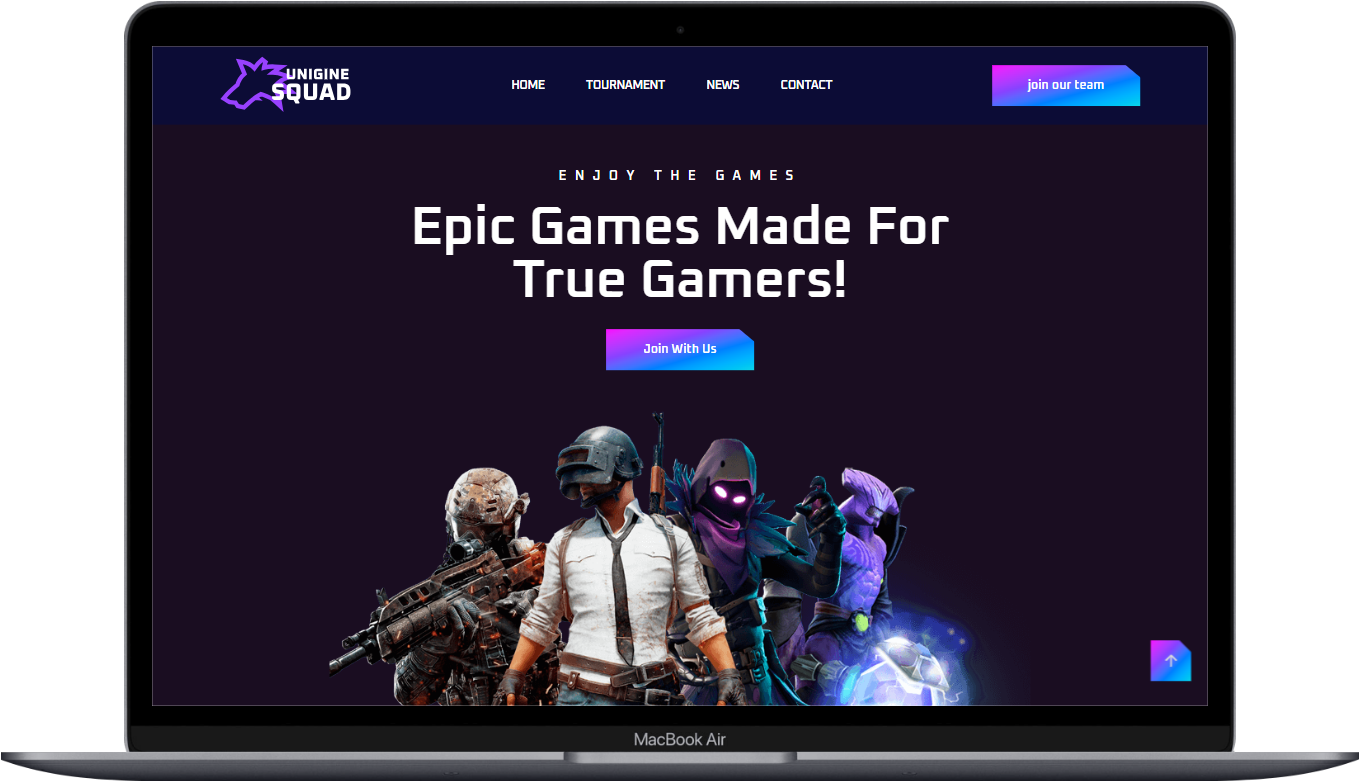 UNIGINE
SQUAD
HOME
TOURNAMENT
NEWS
CONTACT
join our team
ENJOY THE GAMES
Epic Games Made For
True Gamers!
Join With Us
MacBook Air